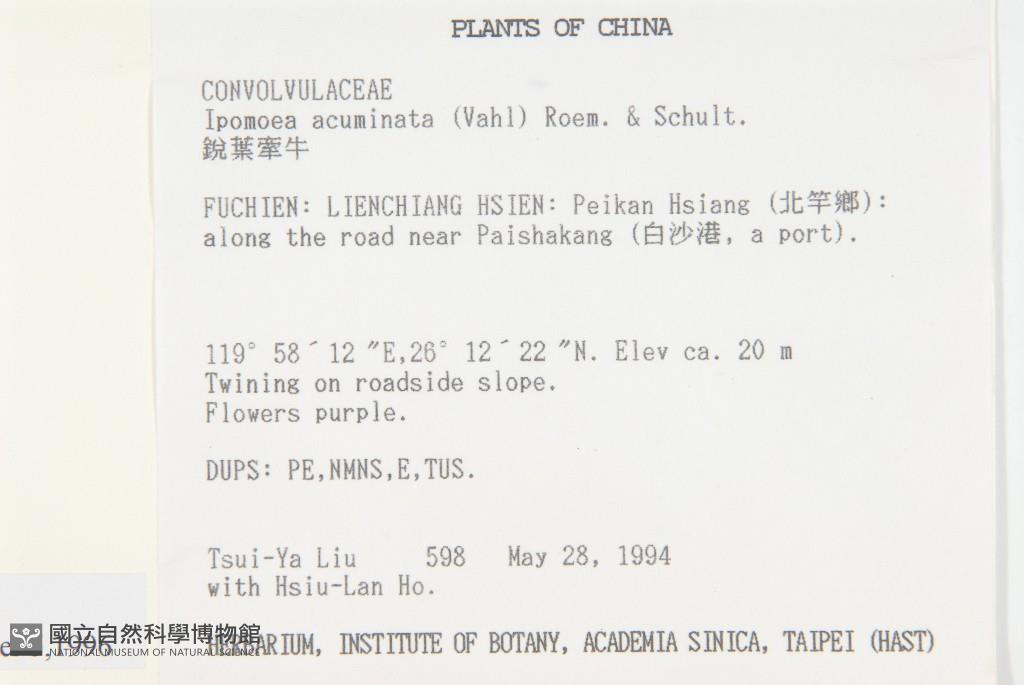 PLANTS OF CHINA
CONVOLVULACEAE
Ipomoea acuminata (Vahl) Roem. & Schult.
銳葉牽牛
FUCHIEN: LIENCHIANG HSIEN: Peikan Hsiang (北竿鄉):
along the road near Paishakang (白沙港, a port).
119° 58´12 ″E,26° 12´22 ″N. Elev ca. 20 m
Twining on roadside slope.
Flowers purple.
DUPS: PE,NMNS,E,TUS.
Tsui-Ya Liu 598 May 28, 1994
with Hsiu-Lan Ho.
HERBARIUM, INSTITUTE OF BOTANY, ACADEMIA SINICA, TAIPEI (HAST)
國立自然科學博物館
NATIONAL MUSEUM OF NATURAL SCIENCE